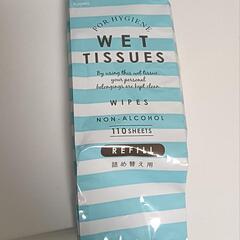 FOR HYGIENE
WET
TISSUES
By using this wet tissue,
your personal
belongings are kept clean.
WIPES
NON-ALCOHOL
110 SHEETS
REFILL
詰め替え用